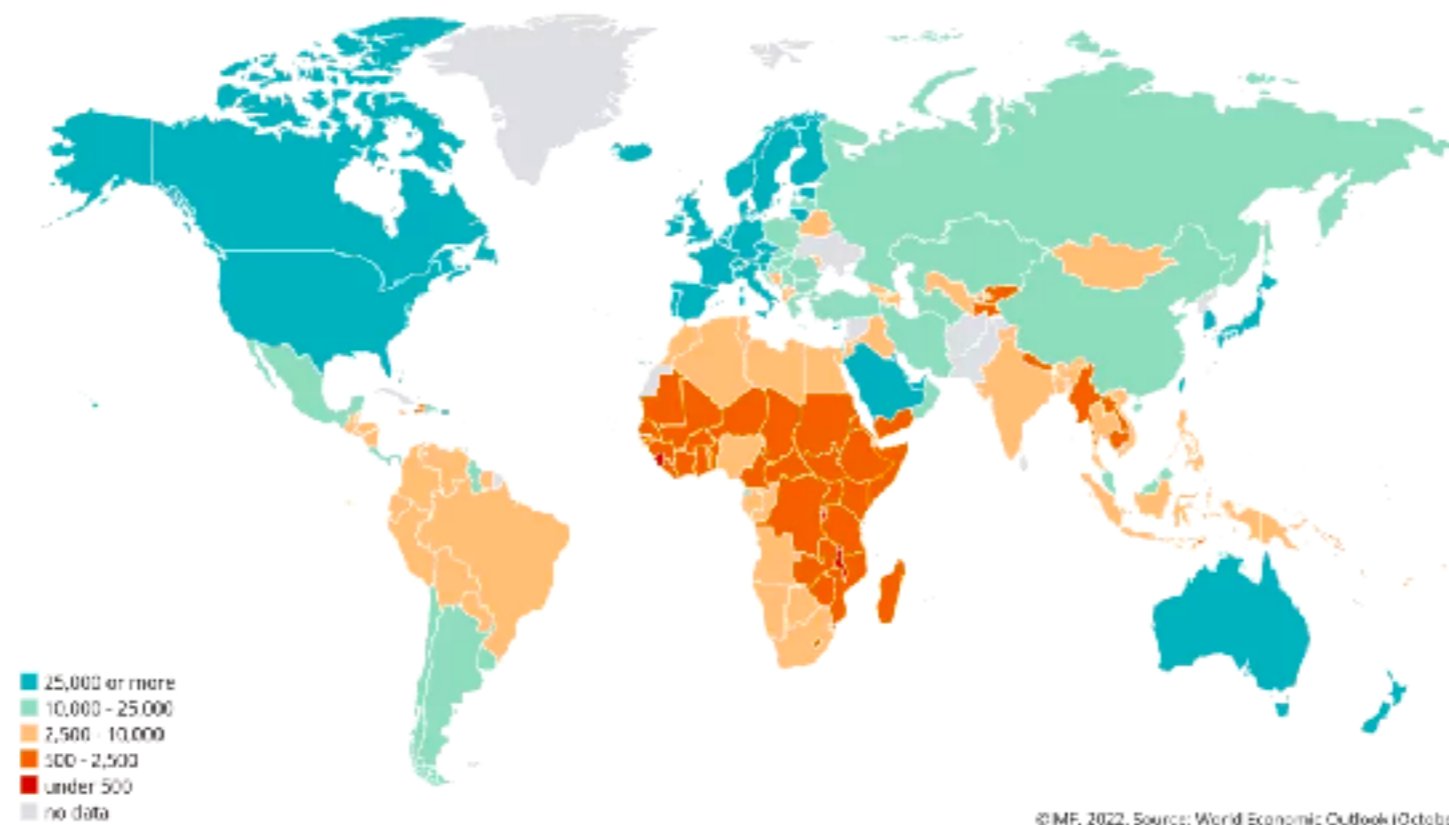 25,000 or more
10,000 - 25,000
2,500 - 10,000
500 - 2,500
under 500
no data
©IMF, 2022, Source: World Economic Outlook (Octobe